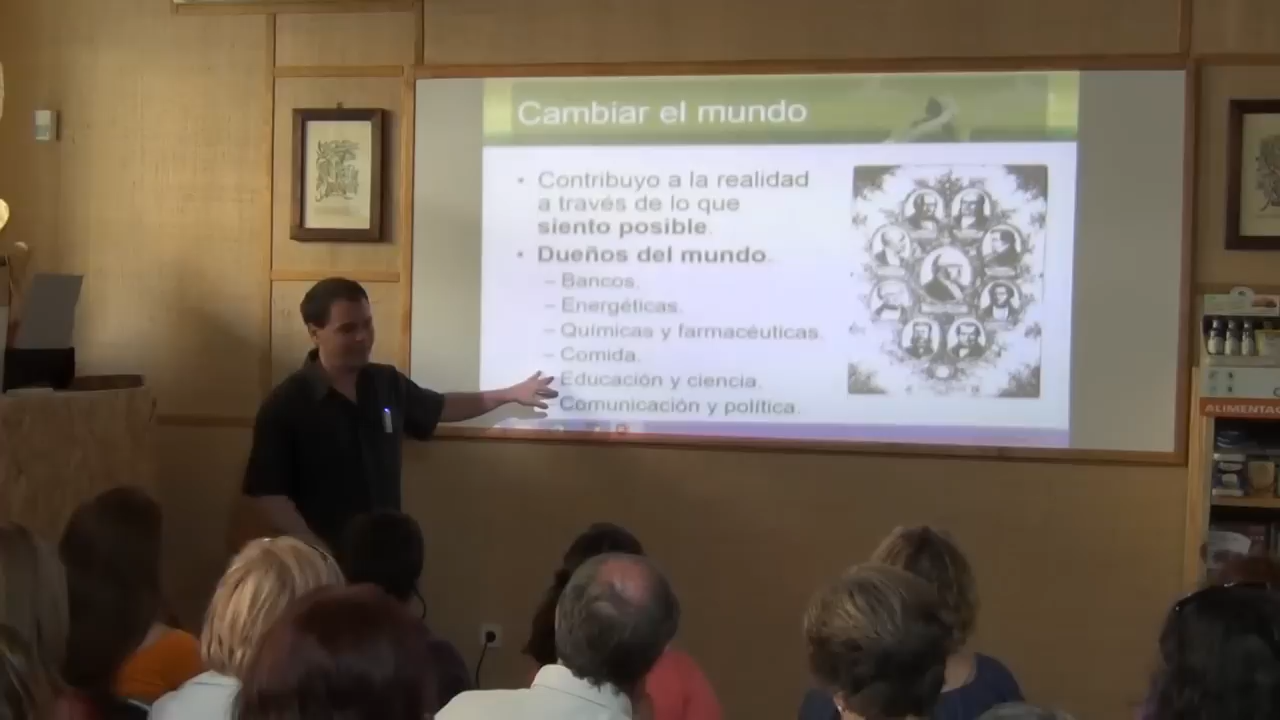 Cambiar el mundo
• Contribuyo a la realidad
a través de lo que
siento posible.
• Dueños del mundo.
– Bancos.
– Energéticas.
– Químicas y farmacéuticas.
– Comida.
Educación y ciencia.
Comunicación y política.
ALIMENTAC